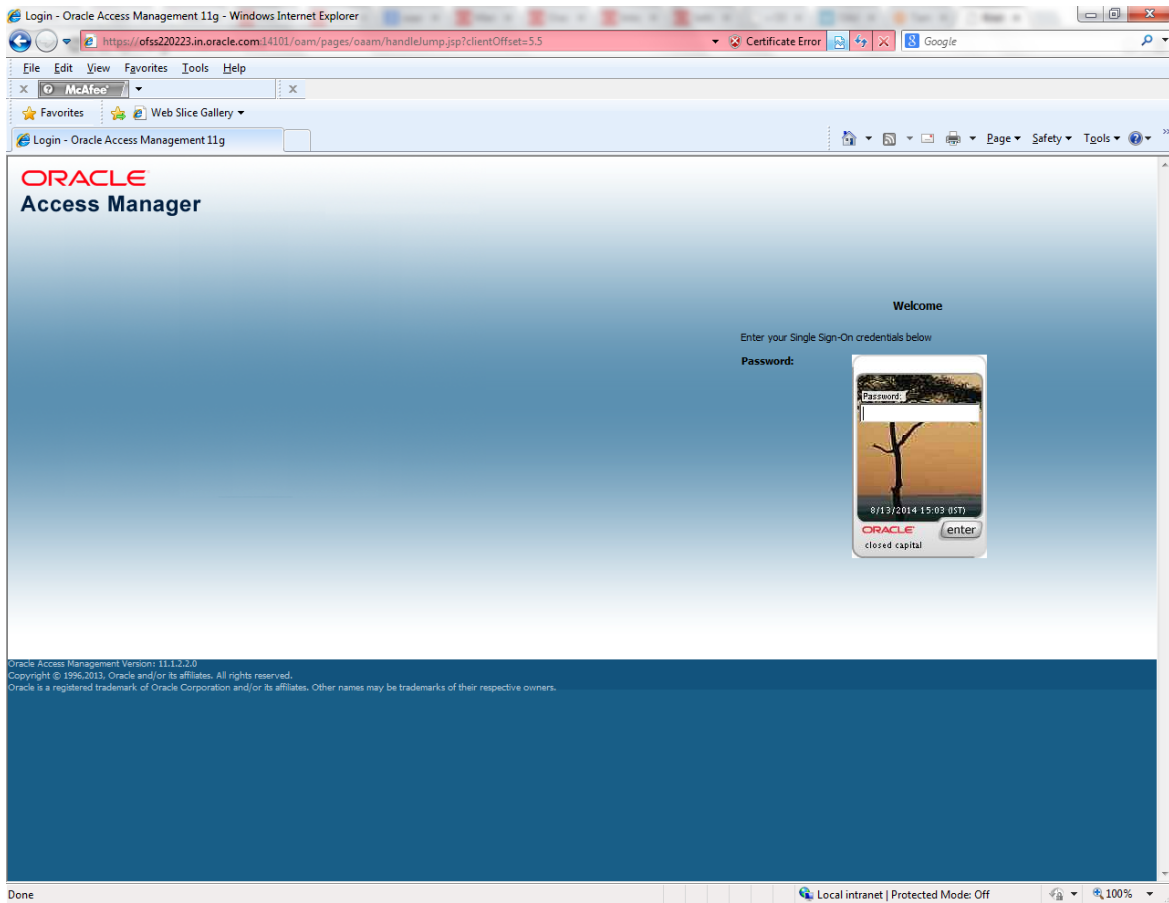 Login - Oracle Access Management 11g - Windows Internet Explorer
https://ofss220223.in.oracle.com:14101/oam/pages/oaam/handleJump.jsp?clientOffset=5.5
Certificate Error
Google
File Edit View Favorites Tools Help
X McAfee X
Favorites Web Slice Gallery
Login - Oracle Access Management 11g
Page Safety Tools
ORACLE
Access Manager
Welcome
Enter your Single Sign-On credentials below
Password:
Password:
8/13/2014 15:03 (IST)
ORACLE enter
closed capital
Oracle Access Management Version: 11.1.2.2.0
Copyright © 1996,2013, Oracle and/or its affiliates. All rights reserved.
Oracle is a registered trademark of Oracle Corporation and/or its affiliates. Other names may be trademarks of their respective owners.
Done Local intranet | Protected Mode: Off 100%